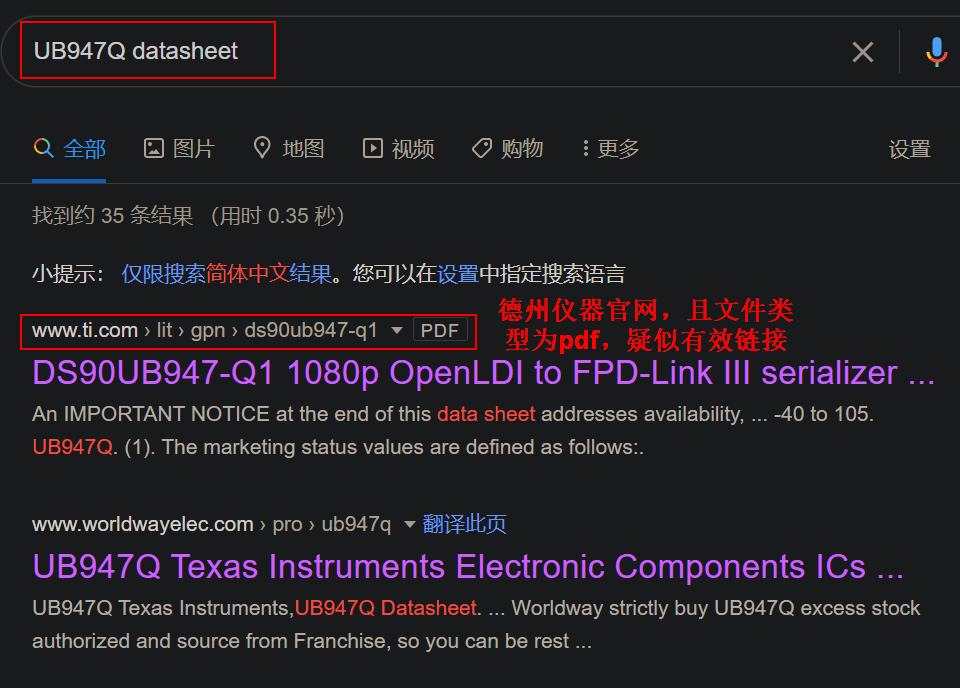 UB947Q datasheet
全部 图片 地图 视频 购物 更多 设置
找到约 35 条结果 （用时 0.35 秒）
小提示： 仅限搜索简体中文结果。您可以在设置中指定搜索语言
德州仪器官网，且文件类
型为pdf，疑似有效链接
www.ti.com › lit › gpn › ds90ub947-q1 PDF
DS90UB947-Q1 1080p OpenLDI to FPD-Link III serializer ...
An IMPORTANT NOTICE at the end of this data sheet addresses availability, ... -40 to 105.
UB947Q. (1). The marketing status values are defined as follows:.
www.worldwayelec.com › pro › ub947q 翻译此页
UB947Q Texas Instruments Electronic Components ICs ...
UB947Q Texas Instruments,UB947Q Datasheet. ... Worldway strictly buy UB947Q excess stock
authorized and source from Franchise, so you can be rest ...